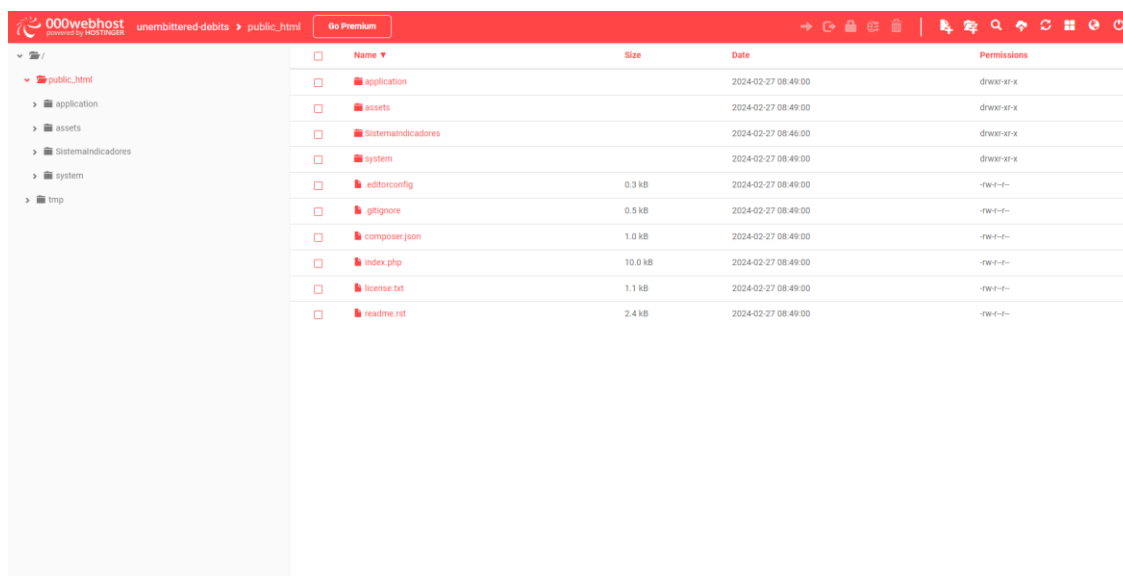 000webhost
powered by HOSTINGER
unembittered-debits > public_html
Go Premium
/
public_html
application
assets
SistemaIndicadores
system
tmp
Name ▼ Size Date Permissions
application 2024-02-27 08:49:00 drwxr-xr-x
assets 2024-02-27 08:49:00 drwxr-xr-x
SistemaIndicadores 2024-02-27 08:46:00 drwxr-xr-x
system 2024-02-27 08:49:00 drwxr-xr-x
.editorconfig 0.3 kB 2024-02-27 08:49:00 -rw-r--r--
.gitignore 0.5 kB 2024-02-27 08:49:00 -rw-r--r--
composer.json 1.0 kB 2024-02-27 08:49:00 -rw-r--r--
index.php 10.0 kB 2024-02-27 08:49:00 -rw-r--r--
license.txt 1.1 kB 2024-02-27 08:49:00 -rw-r--r--
readme.rst 2.4 kB 2024-02-27 08:49:00 -rw-r--r--